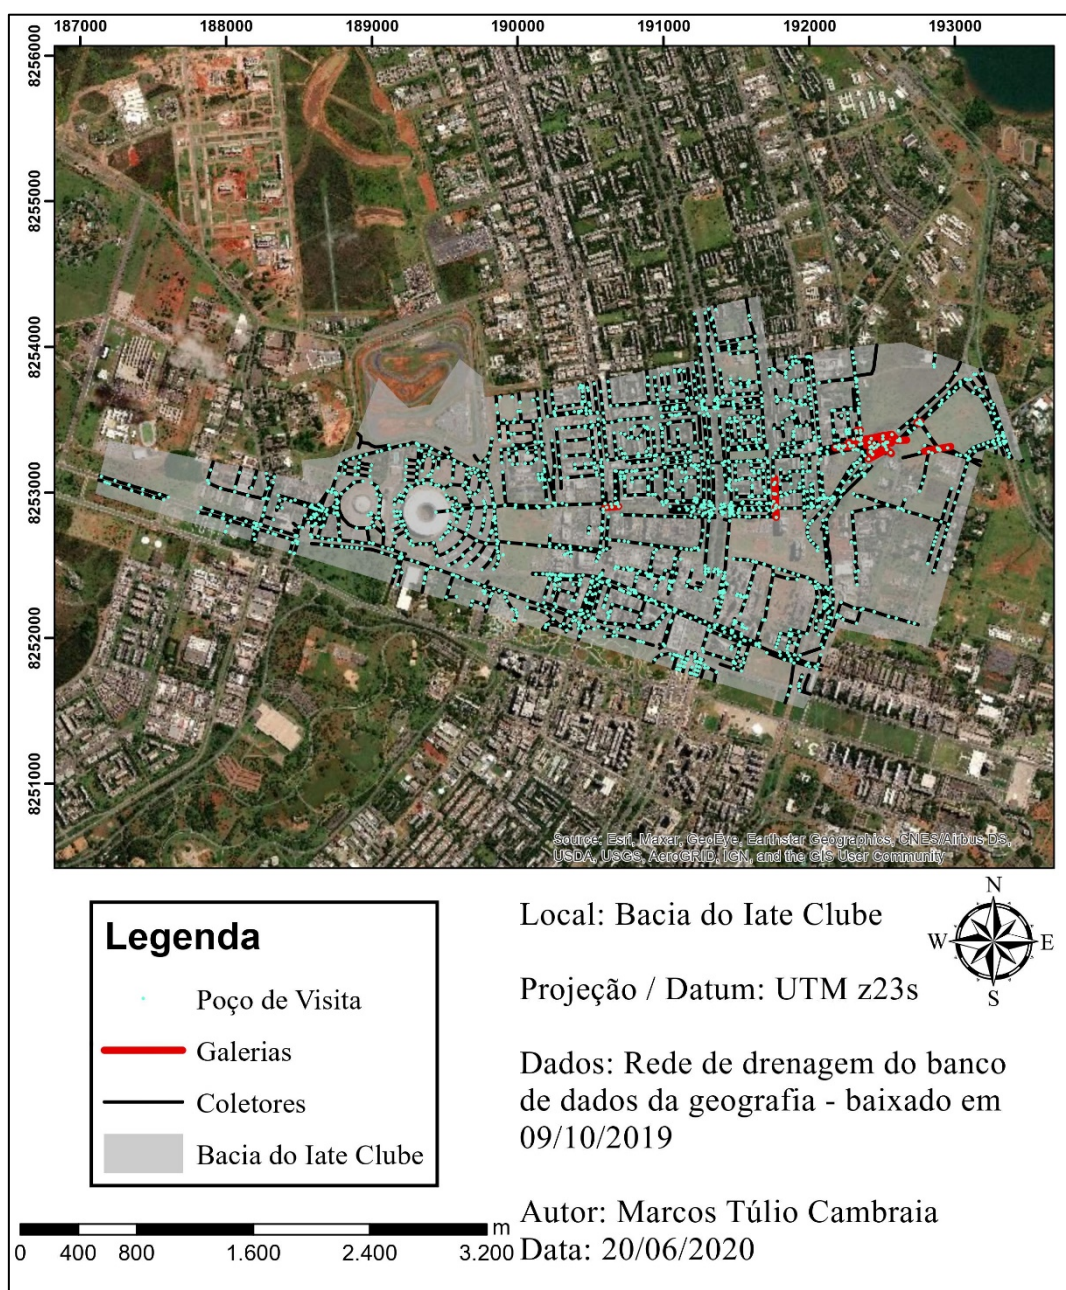 187000 188000 189000 190000 191000 192000 193000
8256000
8255000
8254000
8253000
8252000
8251000
Source: Esri, Maxar, GeoEye, Earthstar Geographics, CNES/Airbus DS,
USDA, USGS, AeroGRID, IGN, and the GIS User Community
Legenda
Poço de Visita
Galerias
Coletores
Bacia do Iate Clube
m
0 400 800 1.600 2.400 3.200
Local: Bacia do Iate Clube
N
W E
S
Projeção / Datum: UTM z23s
Dados: Rede de drenagem do banco
de dados da geografia - baixado em
09/10/2019
Autor: Marcos Túlio Cambraia
Data: 20/06/2020